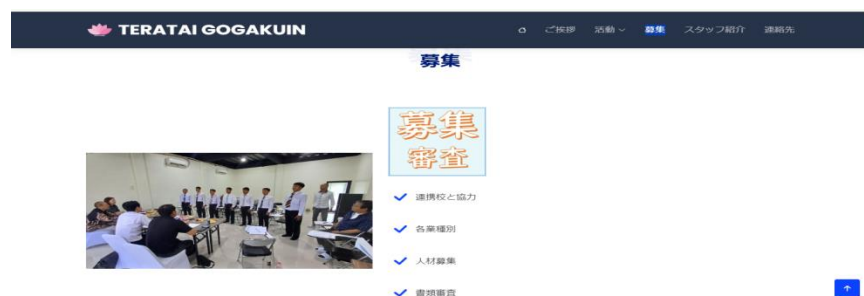 TERATAI GOGAKUIN
ご挨拶 活動 募集 スタッフ紹介 連絡先
募集
募集
審査
連携校と協力
各業種別
人材募集
書類審査